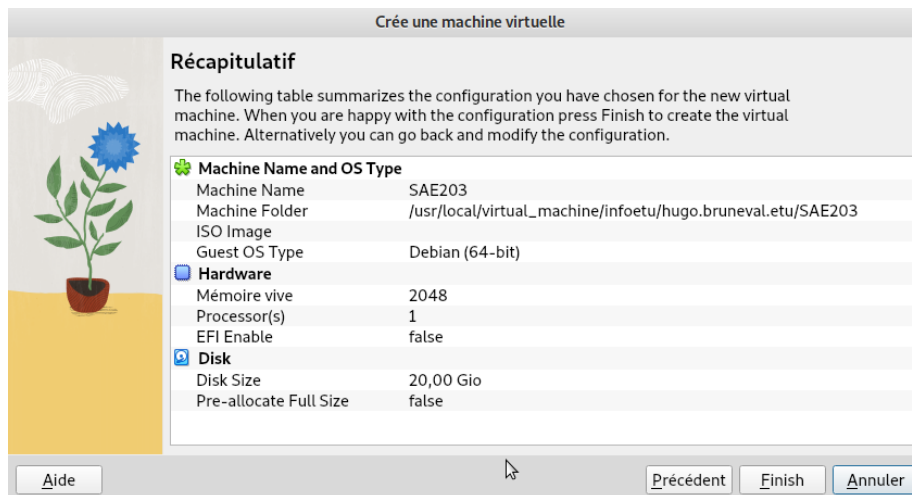 Crée une machine virtuelle
Récapitulatif
The following table summarizes the configuration you have chosen for the new virtual
machine. When you are happy with the configuration press Finish to create the virtual
machine. Alternatively you can go back and modify the configuration.
Machine Name and OS Type
Machine Name SAE203
Machine Folder /usr/local/virtual_machine/infoetu/hugo.bruneval.etu/SAE203
ISO Image
Guest OS Type Debian (64-bit)
Hardware
Mémoire vive 2048
Processor(s) 1
EFI Enable false
Disk
Disk Size 20,00 Gio
Pre-allocate Full Size false
Aide Précédent Finish Annuler